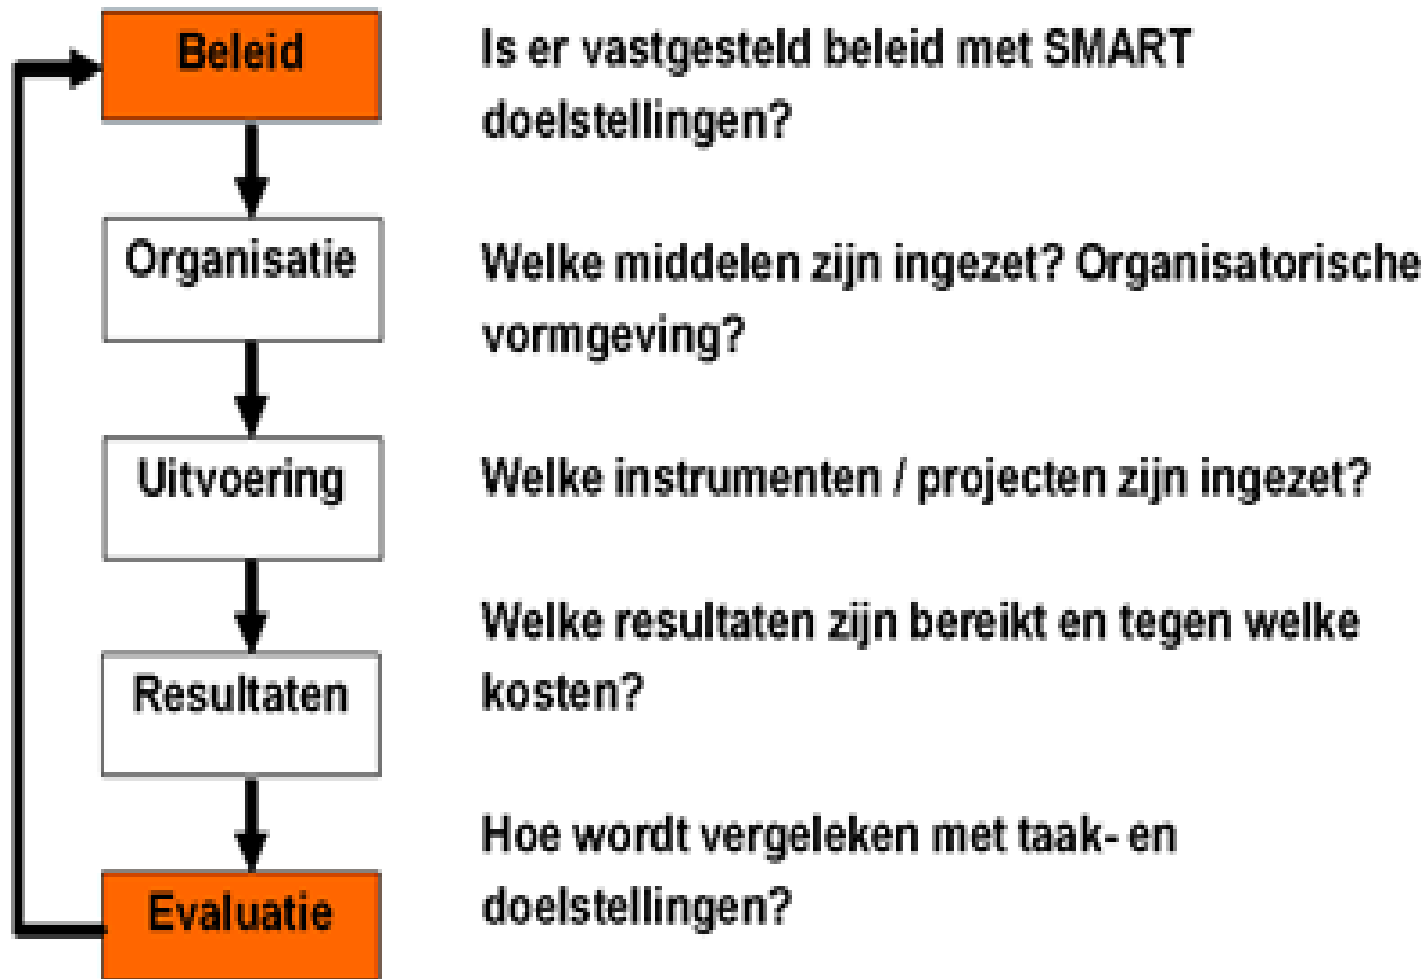 Beleid
Is er vastgesteld beleid met SMART
doelstellingen?
Organisatie
Welke middelen zijn ingezet? Organisatorische
vormgeving?
Uitvoering
Welke instrumenten / projecten zijn ingezet?
Resultaten
Welke resultaten zijn bereikt en tegen welke
kosten?
Evaluatie
Hoe wordt vergeleken met taak- en
doelstellingen?